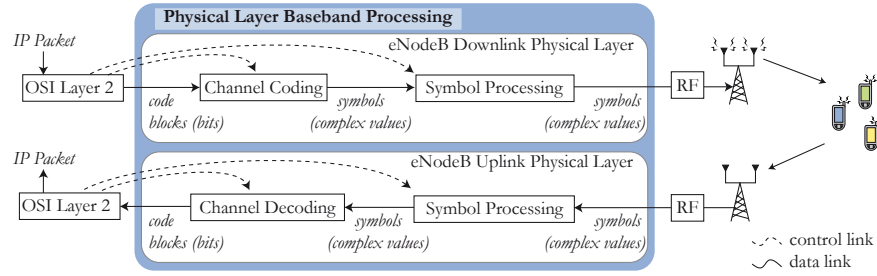 Physical Layer Baseband Processing
IP Packet
eNodeB Downlink Physical Layer
OSI Layer 2
Channel Coding
Symbol Processing
RF
code
blocks (bits)
symbols
(complex values)
symbols
(complex values)
IP Packet
eNodeB Uplink Physical Layer
OSI Layer 2
Channel Decoding
Symbol Processing
RF
code
blocks (bits)
symbols
(complex values)
symbols
(complex values)
control link
data link